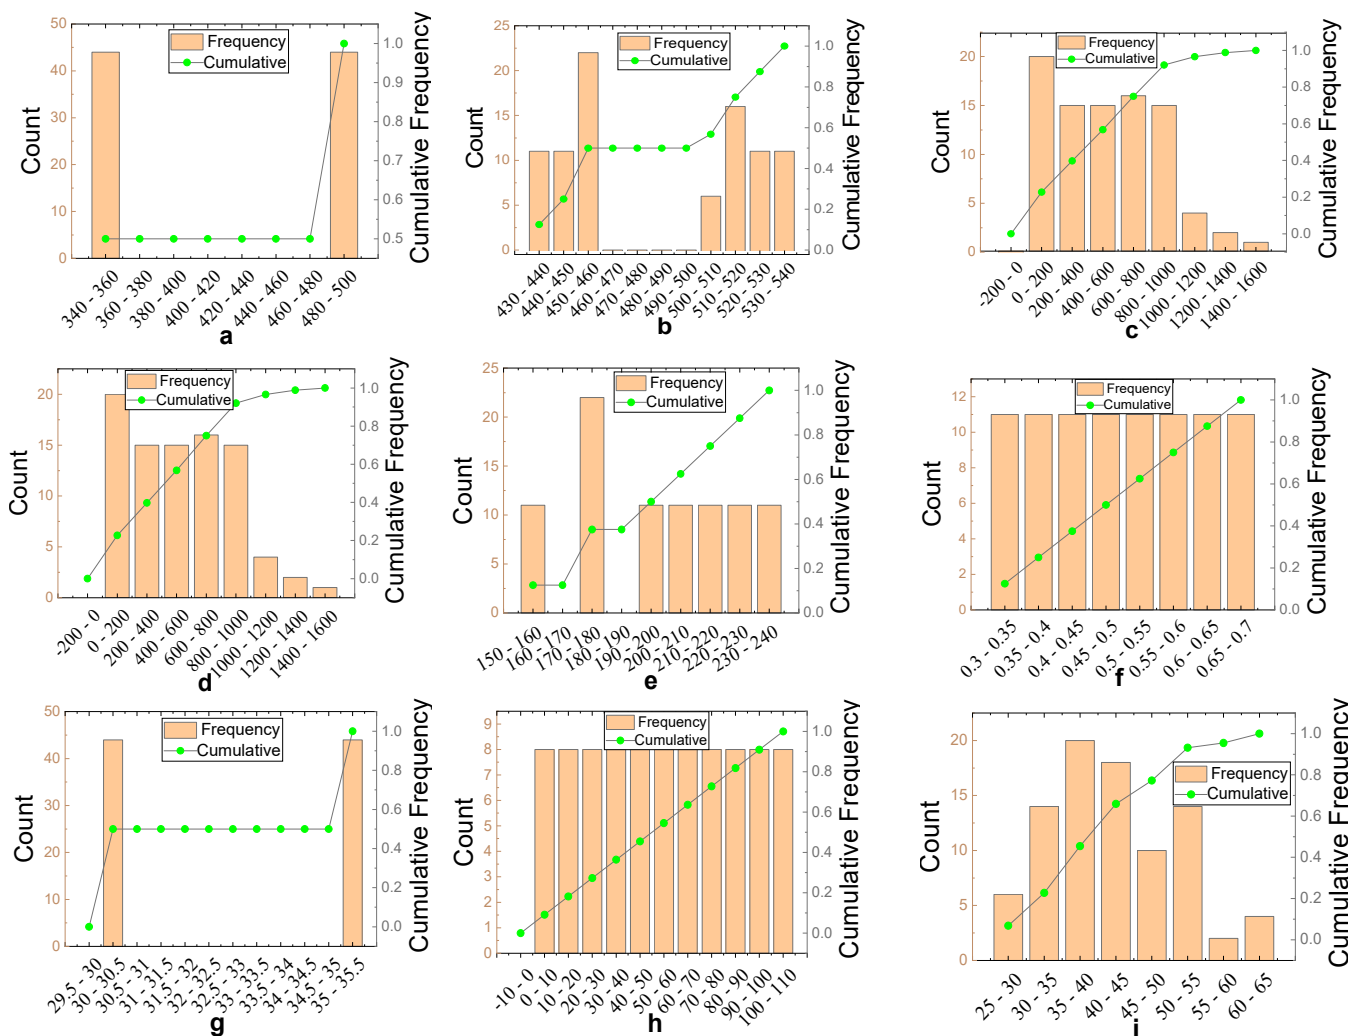 50
40
30
20
10
0
Count
Frequency
Cumulative
1.0
0.9
0.8
0.7
0.6
0.5
Cumulative Frequency
340 - 360
360 - 380
380 - 400
400 - 420
420 - 440
440 - 460
460 - 480
480 - 500
a
25
20
15
10
5
0
Count
Frequency
Cumulative
1.0
0.8
0.6
0.4
0.2
0.0
Cumulative Frequency
430 - 440
440 - 450
450 - 460
460 - 470
470 - 480
480 - 490
490 - 500
500 - 510
510 - 520
520 - 530
530 - 540
b
20
15
10
5
0
Count
Frequency
Cumulative
1.0
0.8
0.6
0.4
0.2
0.0
Cumulative Frequency
-200 - 0
0 - 200
200 - 400
400 - 600
600 - 800
800 - 1000
1000 - 1200
1200 - 1400
1400 - 1600
c
20
15
10
5
0
Count
Frequency
Cumulative
1.0
0.8
0.6
0.4
0.2
0.0
Cumulative Frequency
-200 - 0
0 - 200
200 - 400
400 - 600
600 - 800
800 - 1000
1000 - 1200
1200 - 1400
1400 - 1600
d
25
20
15
10
5
0
Count
Frequency
Cumulative
1.0
0.8
0.6
0.4
0.2
0.0
Cumulative Frequency
150 - 160
160 - 170
170 - 180
180 - 190
190 - 200
200 - 210
210 - 220
220 - 230
230 - 240
e
12
10
8
6
4
2
0
Count
Frequency
Cumulative
1.0
0.8
0.6
0.4
0.2
0.0
Cumulative Frequency
0.3 - 0.35
0.35 - 0.4
0.4 - 0.45
0.45 - 0.5
0.5 - 0.55
0.55 - 0.6
0.6 - 0.65
0.65 - 0.7
f
50
40
30
20
10
0
Count
Frequency
Cumulative
1.0
0.8
0.6
0.4
0.2
0.0
Cumulative Frequency
29.5 - 30
30 - 30.5
30.5 - 31
31 - 31.5
31.5 - 32
32 - 32.5
32.5 - 33
33 - 33.5
33.5 - 34
34 - 34.5
34.5 - 35
35 - 35.5
g
9
8
7
6
5
4
3
2
1
0
Count
Frequency
Cumulative
1.0
0.8
0.6
0.4
0.2
0.0
Cumulative Frequency
-10 - 0
0 - 10
10 - 20
20 - 30
30 - 40
40 - 50
50 - 60
60 - 70
70 - 80
80 - 90
90 - 100
100 - 110
h
20
15
10
5
0
Count
Frequency
Cumulative
1.0
0.8
0.6
0.4
0.2
0.0
Cumulative Frequency
25 - 30
30 - 35
35 - 40
40 - 45
45 - 50
50 - 55
55 - 60
60 - 65
i